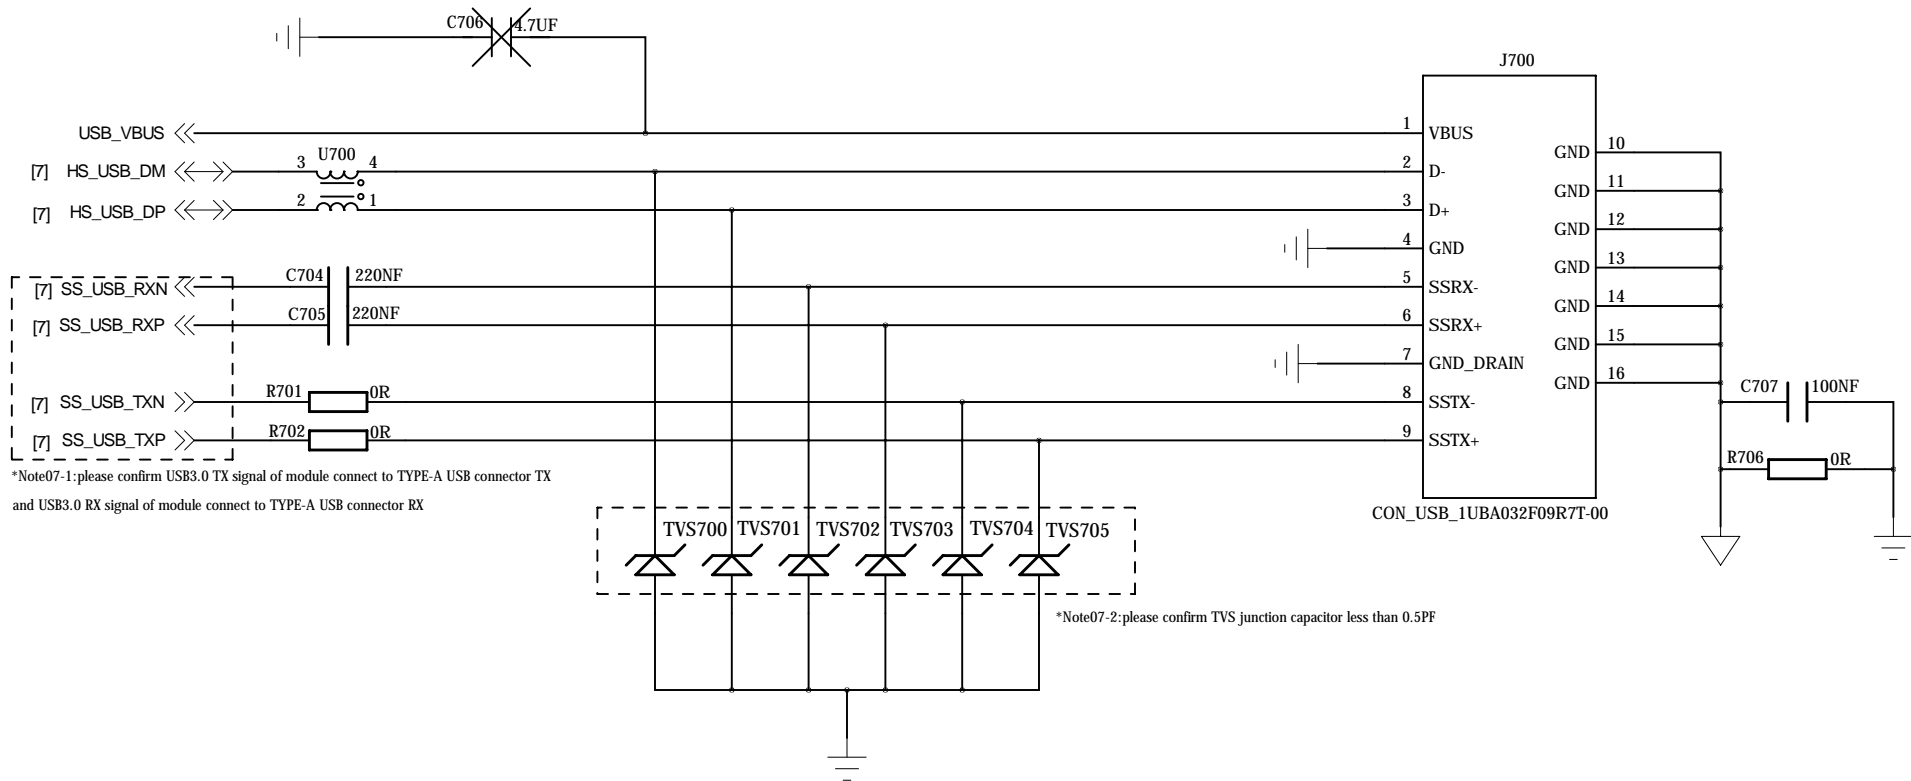 C706 4.7UF
J700
USB_VBUS 1 VBUS
GND 10
[7] HS_USB_DM 3 U700 4 2 D-
GND 11
[7] HS_USB_DP 2 1 3 D+
GND 12
4 GND
GND 13
[7] SS_USB_RXN C704 220NF 5 SSRX-
GND 14
[7] SS_USB_RXP C705 220NF 6 SSRX+
GND 15
7 GND_DRAIN
GND 16
[7] SS_USB_TXN R701 0R 8 SSTX-
C707 100NF
[7] SS_USB_TXP R702 0R 9 SSTX+
R706 0R
*Note07-1:please confirm USB3.0 TX signal of module connect to TYPE-A USB connector TX
and USB3.0 RX signal of module connect to TYPE-A USB connector RX
CON_USB_1UBA032F09R7T-00
TVS700 TVS701 TVS702 TVS703 TVS704 TVS705
*Note07-2:please confirm TVS junction capacitor less than 0.5PF